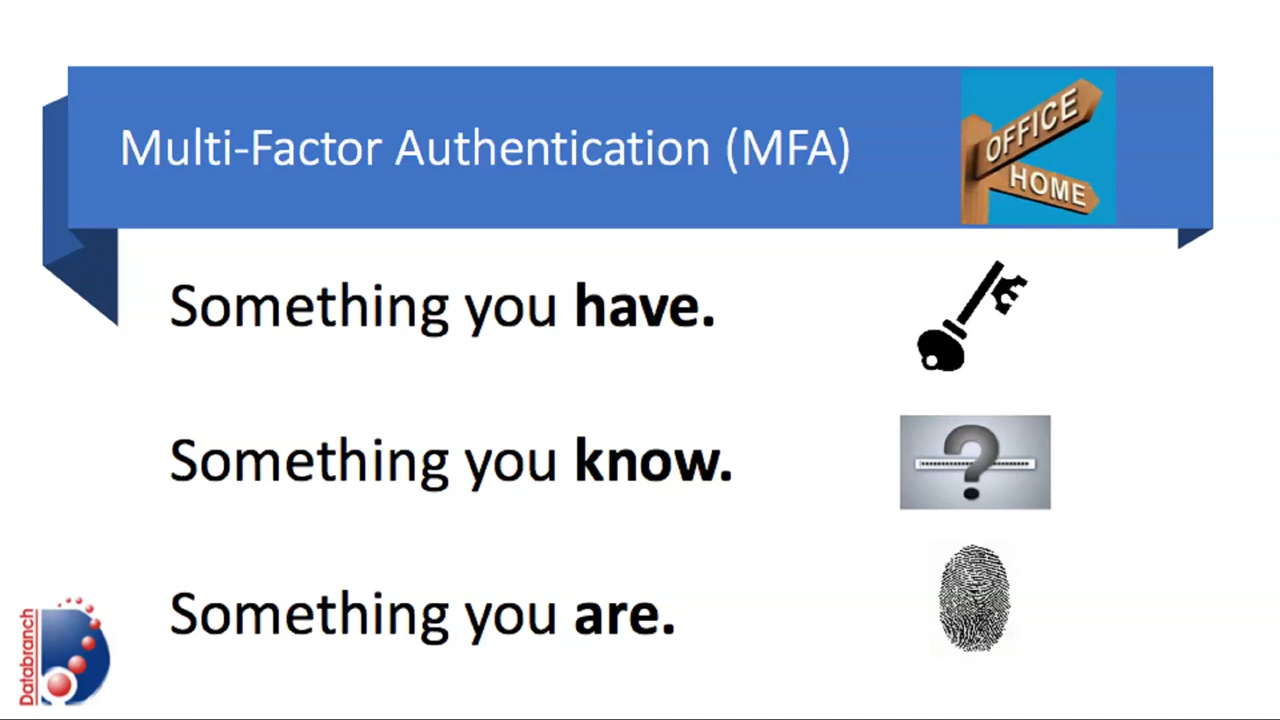 Multi-Factor Authentication (MFA)
OFFICE
HOME
Something you have.
Something you know.
Something you are.
Databranch